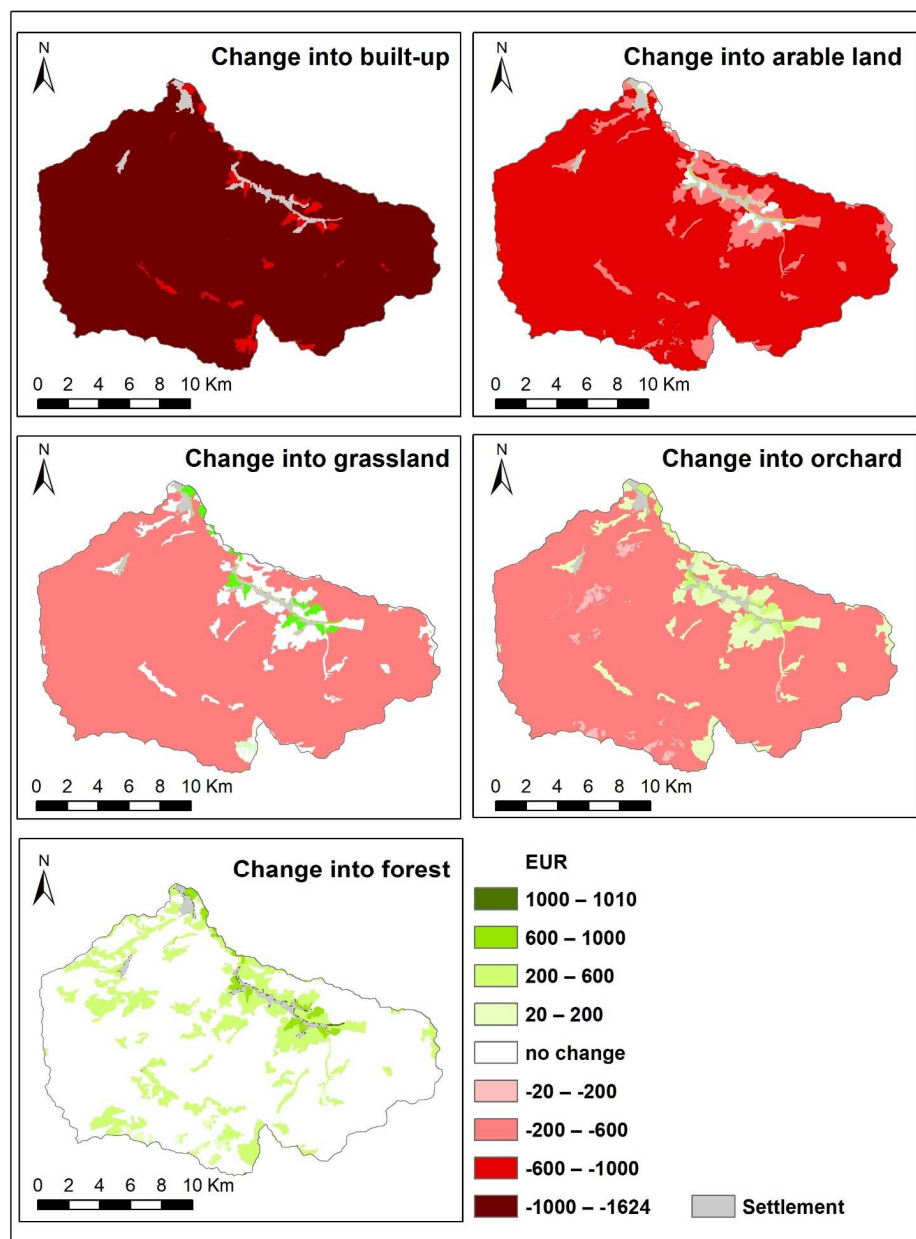 N
Change into built-up
0 2 4 6 8 10 Km
N
Change into arable land
0 2 4 6 8 10 Km
N
Change into grassland
0 2 4 6 8 10 Km
N
Change into orchard
0 2 4 6 8 10 Km
N
Change into forest
0 2 4 6 8 10 Km
EUR
1000 – 1010
600 – 1000
200 – 600
20 – 200
no change
-20 – -200
-200 – -600
-600 – -1000
-1000 – -1624
Settlement